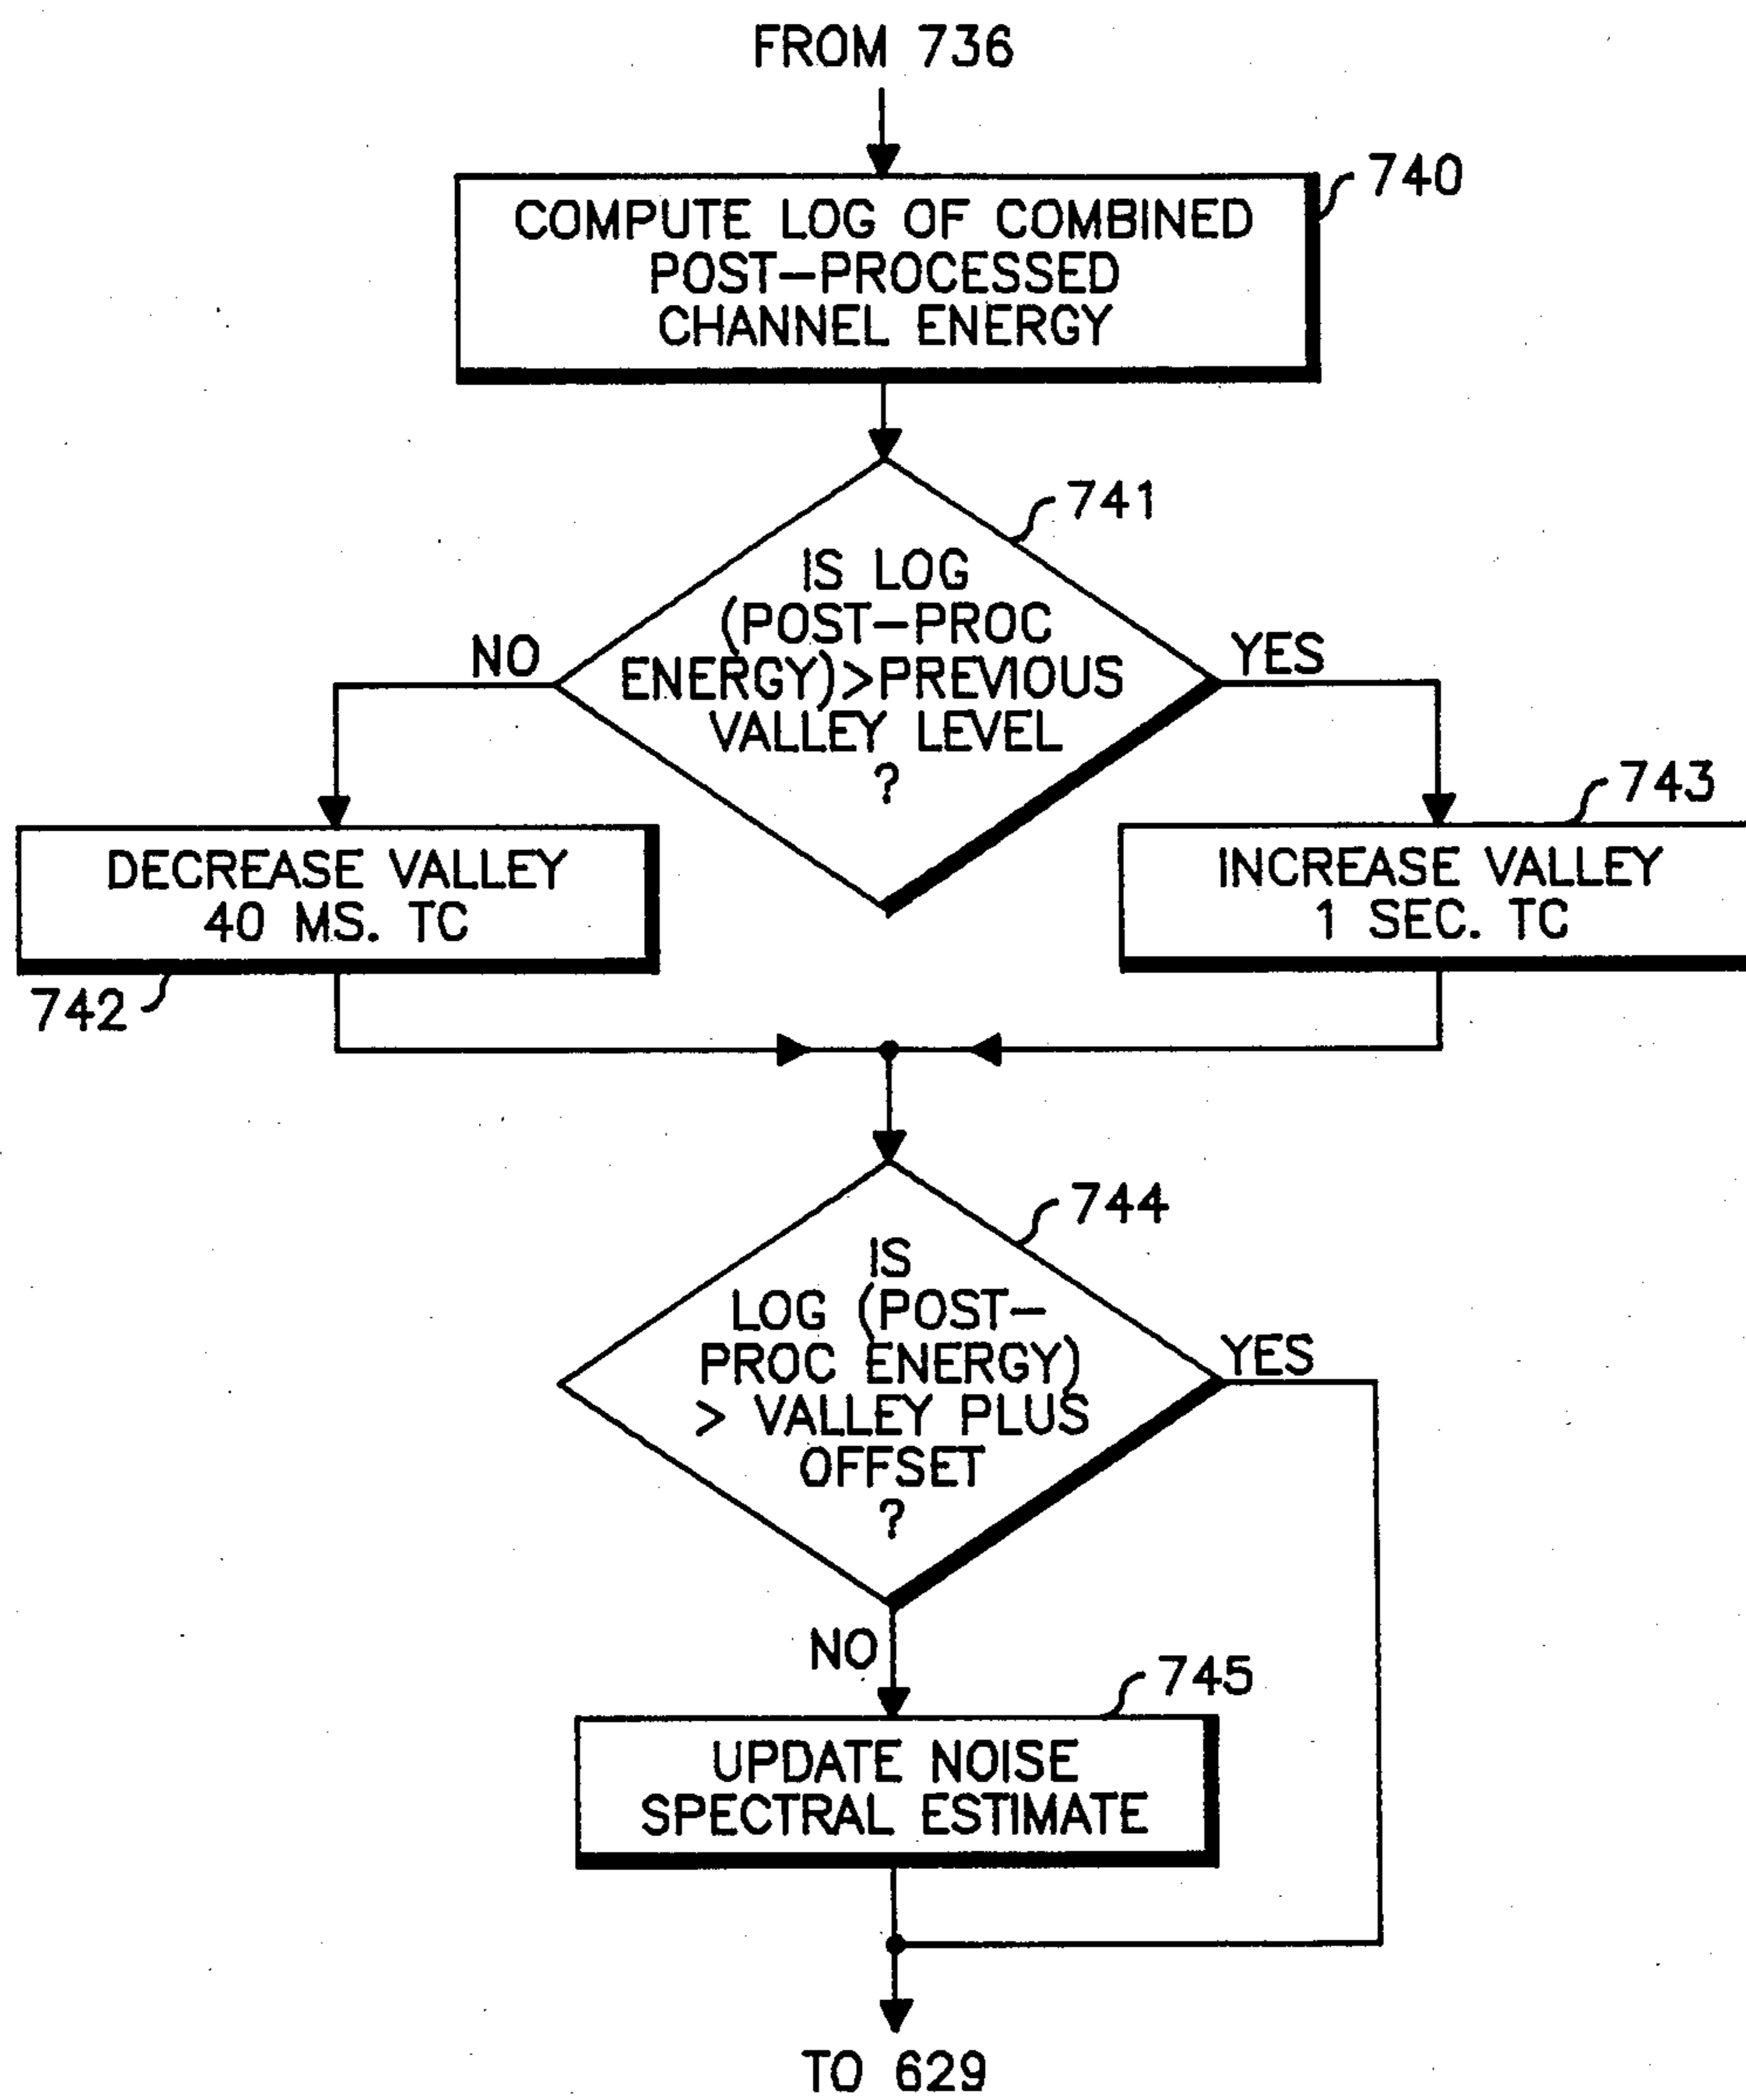 FROM 736
740
COMPUTE LOG OF COMBINED
POST-PROCESSED
CHANNEL ENERGY
741
IS LOG
(POST-PROC
ENERGY)>PREVIOUS
VALLEY LEVEL
?
NO
YES
743
DECREASE VALLEY
40 MS. TC
INCREASE VALLEY
1 SEC. TC
742
744
IS
LOG (POST-
PROC ENERGY)
> VALLEY PLUS
OFFSET
?
YES
NO
745
UPDATE NOISE
SPECTRAL ESTIMATE
TO 629